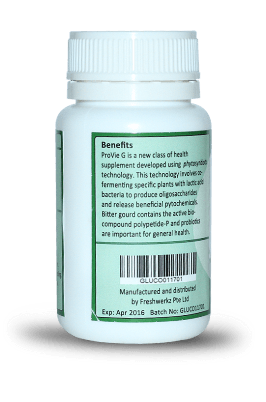 Benefits
ProVie G is a new class of health
supplement developed using
technology. This technology involves co-
fermenting specific plants with lactic acid
bacteria to produce oligosaccharides
and release beneficial pytochemicals.
Bitter gourd contains the active bio-
compound polypetide-P and probiotics
are important for general health.
GLUCO011701
Manufactured and distributed
by Freshwerkz Pte Ltd
Exp: Apr 2016 Batch No: GLUCO11701